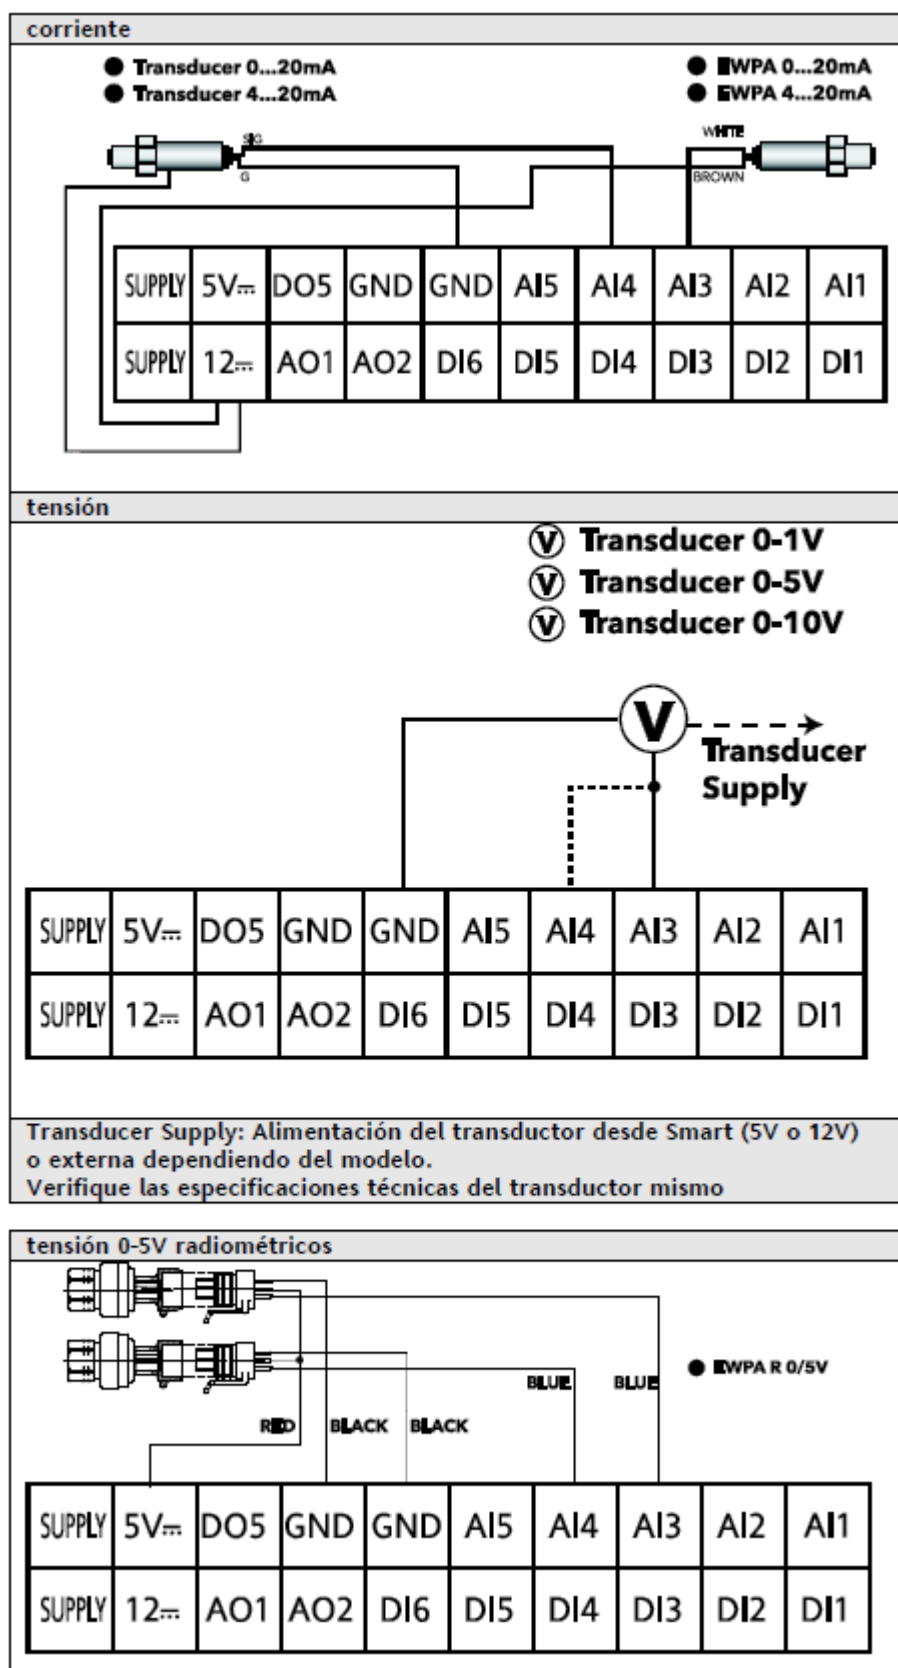 corriente
● Transducer 0...20mA
● Transducer 4...20mA
● EWPA 0...20mA
● EWPA 4...20mA
SIG
G
WHITE
BROWN
SUPPLY 5V⎓ DO5 GND GND AI5 AI4 AI3 AI2 AI1
SUPPLY 12⎓ AO1 AO2 DI6 DI5 DI4 DI3 DI2 DI1
tensión
V Transducer 0-1V
V Transducer 0-5V
V Transducer 0-10V
V
Transducer
Supply
SUPPLY 5V⎓ DO5 GND GND AI5 AI4 AI3 AI2 AI1
SUPPLY 12⎓ AO1 AO2 DI6 DI5 DI4 DI3 DI2 DI1
Transducer Supply: Alimentación del transductor desde Smart (5V o 12V)
o externa dependiendo del modelo.
Verifique las especificaciones técnicas del transductor mismo
tensión 0-5V radiométricos
● EWPA R 0/5V
BLUE BLUE
RED BLACK BLACK
SUPPLY 5V⎓ DO5 GND GND AI5 AI4 AI3 AI2 AI1
SUPPLY 12⎓ AO1 AO2 DI6 DI5 DI4 DI3 DI2 DI1